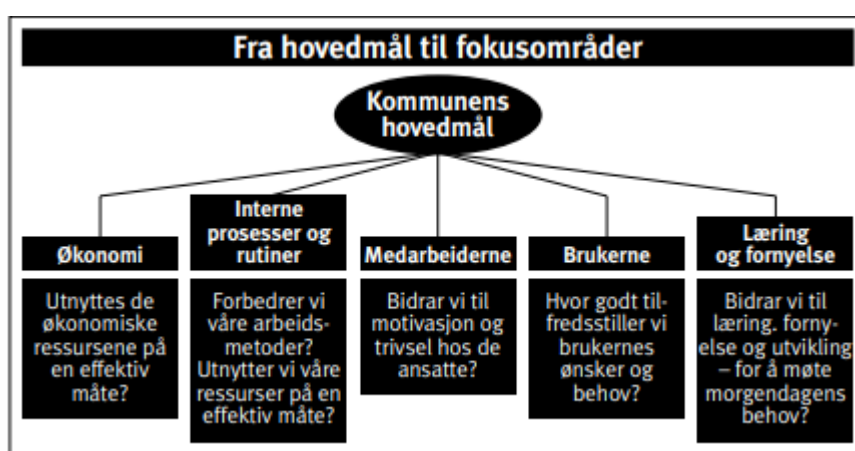 Fra hovedmål til fokusområder
Kommunens
hovedmål
Økonomi
Interne
prosesser og
rutiner
Medarbeiderne
Brukerne
Læring
og fornyelse
Utnyttes de
økonomiske
ressursene på
en effektiv
måte?
Forbedrer vi
våre arbeids-
metoder?
Utnytter vi våre
ressurser på en
effektiv måte?
Bidrar vi til
motivasjon og
trivsel hos de
ansatte?
Hvor godt til-
fredsstiller vi
brukernes
ønsker og
behov?
Bidrar vi til
læring. forny-
else og utvikling
– for å møte
morgendagens
behov?